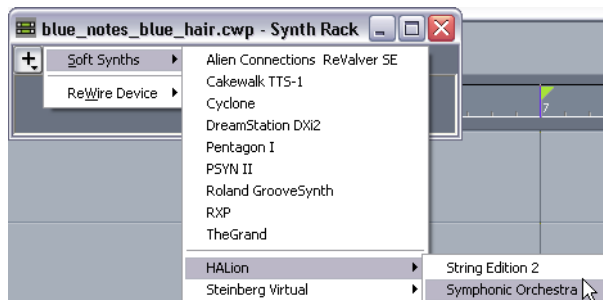 blue_notes_blue_hair.cwp - Synth Rack
Soft Synths
ReWire Device
Alien Connections ReValver SE
Cakewalk TTS-1
Cyclone
DreamStation DXi2
Pentagon I
PSYN II
Roland GrooveSynth
RXP
TheGrand
HALion
Steinberg Virtual
String Edition 2
Symphonic Orchestra
7